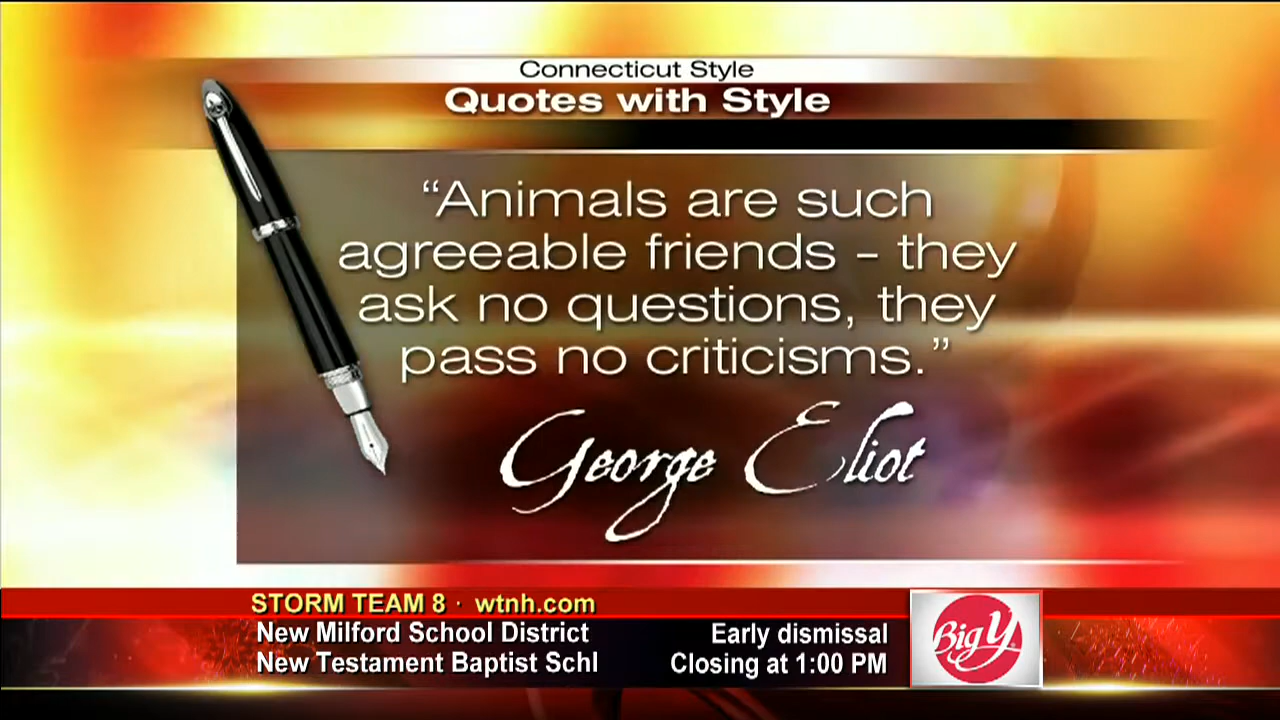 Connecticut Style
Quotes with Style
“Animals are such
agreeable friends – they
ask no questions, they
pass no criticisms.”
George Eliot
STORM TEAM 8 · wtnh.com
New Milford School District Early dismissal
New Testament Baptist Schl Closing at 1:00 PM
Big Y